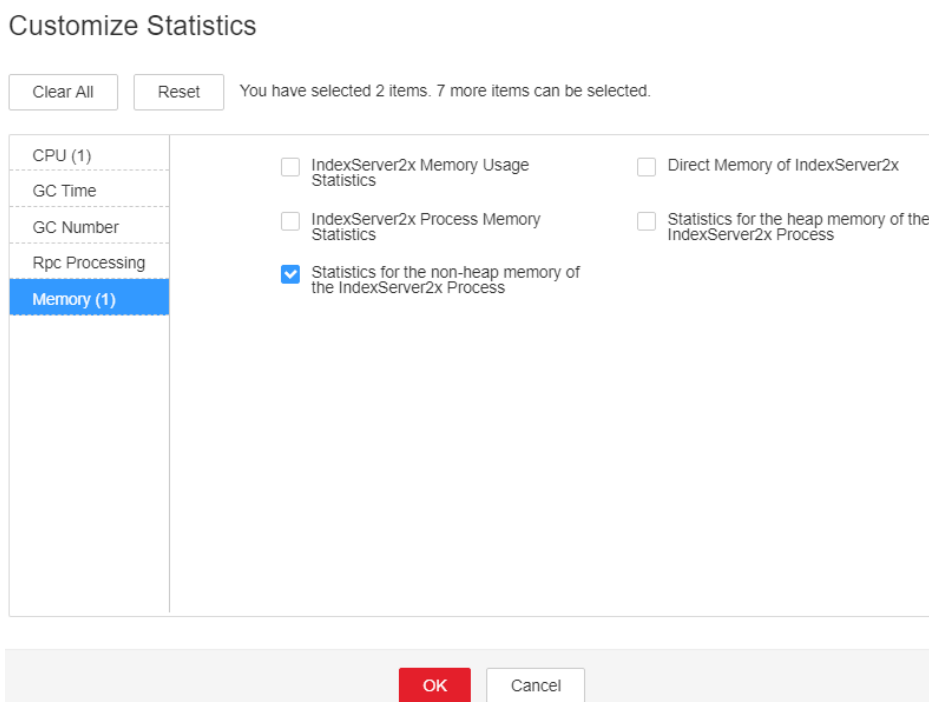 Customize Statistics
Clear All
Reset
You have selected 2 items. 7 more items can be selected.
CPU (1)
GC Time
GC Number
Rpc Processing
Memory (1)
IndexServer2x Memory Usage
Statistics
Direct Memory of IndexServer2x
IndexServer2x Process Memory
Statistics
Statistics for the heap memory of the
IndexServer2x Process
Statistics for the non-heap memory of
the IndexServer2x Process
OK
Cancel